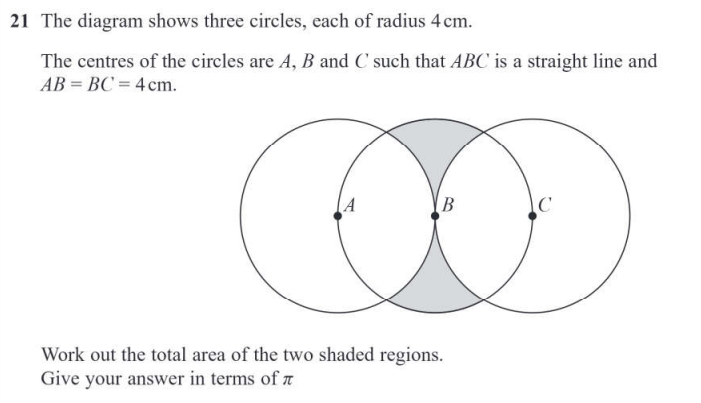 21 The diagram shows three circles, each of radius 4 cm.
The centres of the circles are A, B and C such that ABC is a straight line and
AB = BC = 4 cm.
A B C
Work out the total area of the two shaded regions.
Give your answer in terms of π